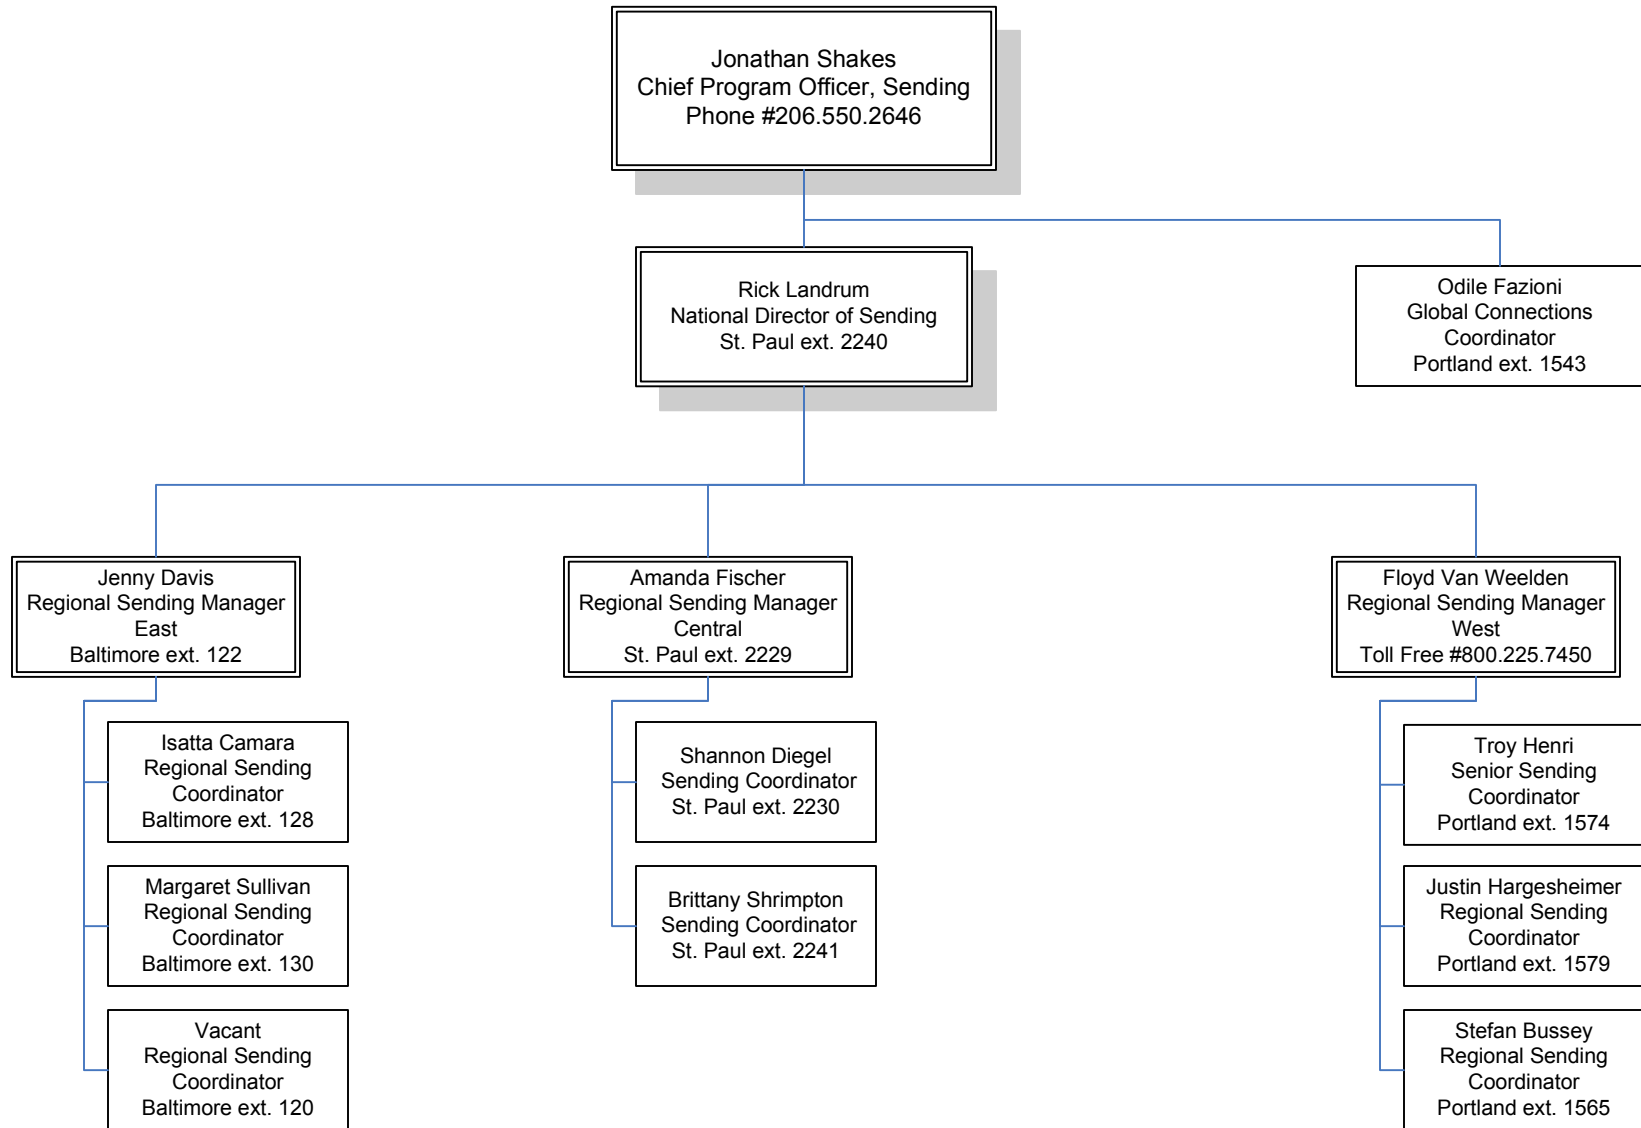 Jonathan Shakes
Chief Program Officer, Sending
Phone #206.550.2646
Rick Landrum
National Director of Sending
St. Paul ext. 2240
Odile Fazioni
Global Connections
Coordinator
Portland ext. 1543
Jenny Davis
Regional Sending Manager
East
Baltimore ext. 122
Amanda Fischer
Regional Sending Manager
Central
St. Paul ext. 2229
Floyd Van Weelden
Regional Sending Manager
West
Toll Free #800.225.7450
Isatta Camara
Regional Sending
Coordinator
Baltimore ext. 128
Margaret Sullivan
Regional Sending
Coordinator
Baltimore ext. 130
Vacant
Regional Sending
Coordinator
Baltimore ext. 120
Shannon Diegel
Sending Coordinator
St. Paul ext. 2230
Brittany Shrimpton
Sending Coordinator
St. Paul ext. 2241
Troy Henri
Senior Sending
Coordinator
Portland ext. 1574
Justin Hargesheimer
Regional Sending
Coordinator
Portland ext. 1579
Stefan Bussey
Regional Sending
Coordinator
Portland ext. 1565